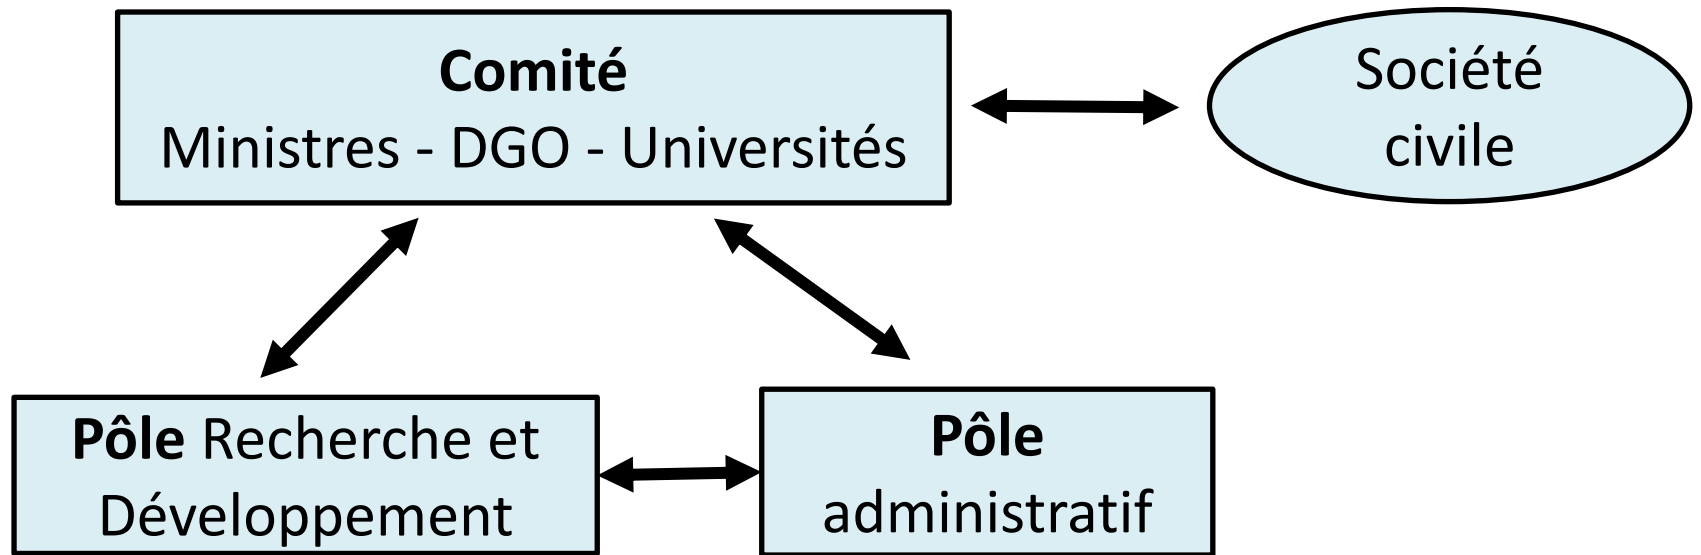 Comité
Ministres - DGO - Universités
Société
civile
Pôle Recherche et
Développement
Pôle
administratif